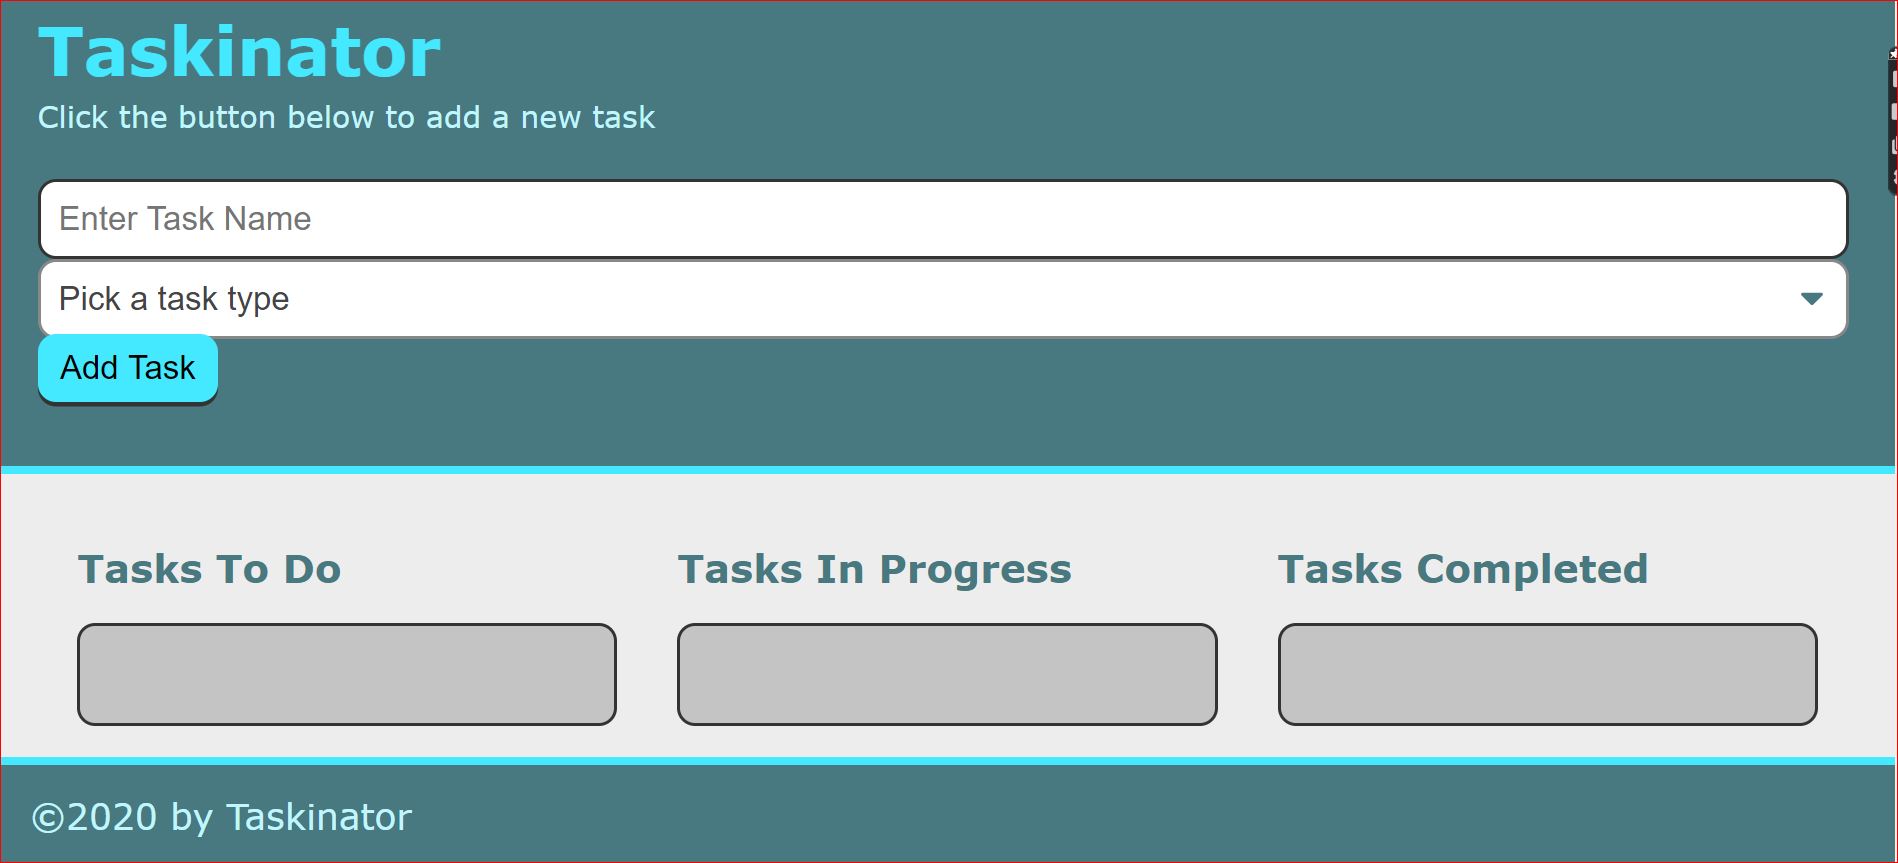 Taskinator
Click the button below to add a new task
Enter Task Name
Pick a task type
Add Task
Tasks To Do
Tasks In Progress
Tasks Completed
©2020 by Taskinator